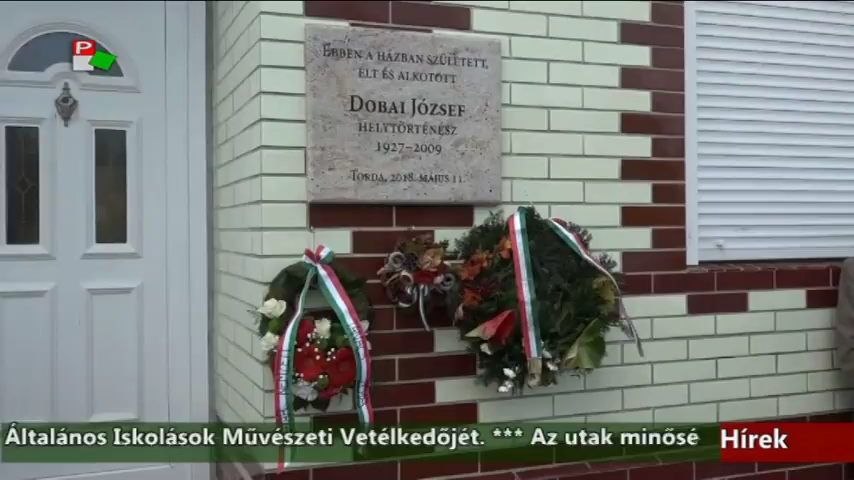 P
EBBEN A HÁZBAN SZÜLETETT,
ÉLT ÉS ALKOTOTT
DOBAI JÓZSEF
HELYTÖRTÉNÉSZ
1927–2009
TORDA, 2018. MÁJUS 11.
Általános Iskolások Művészeti Vetélkedőjét. *** Az utak minősé
Hírek